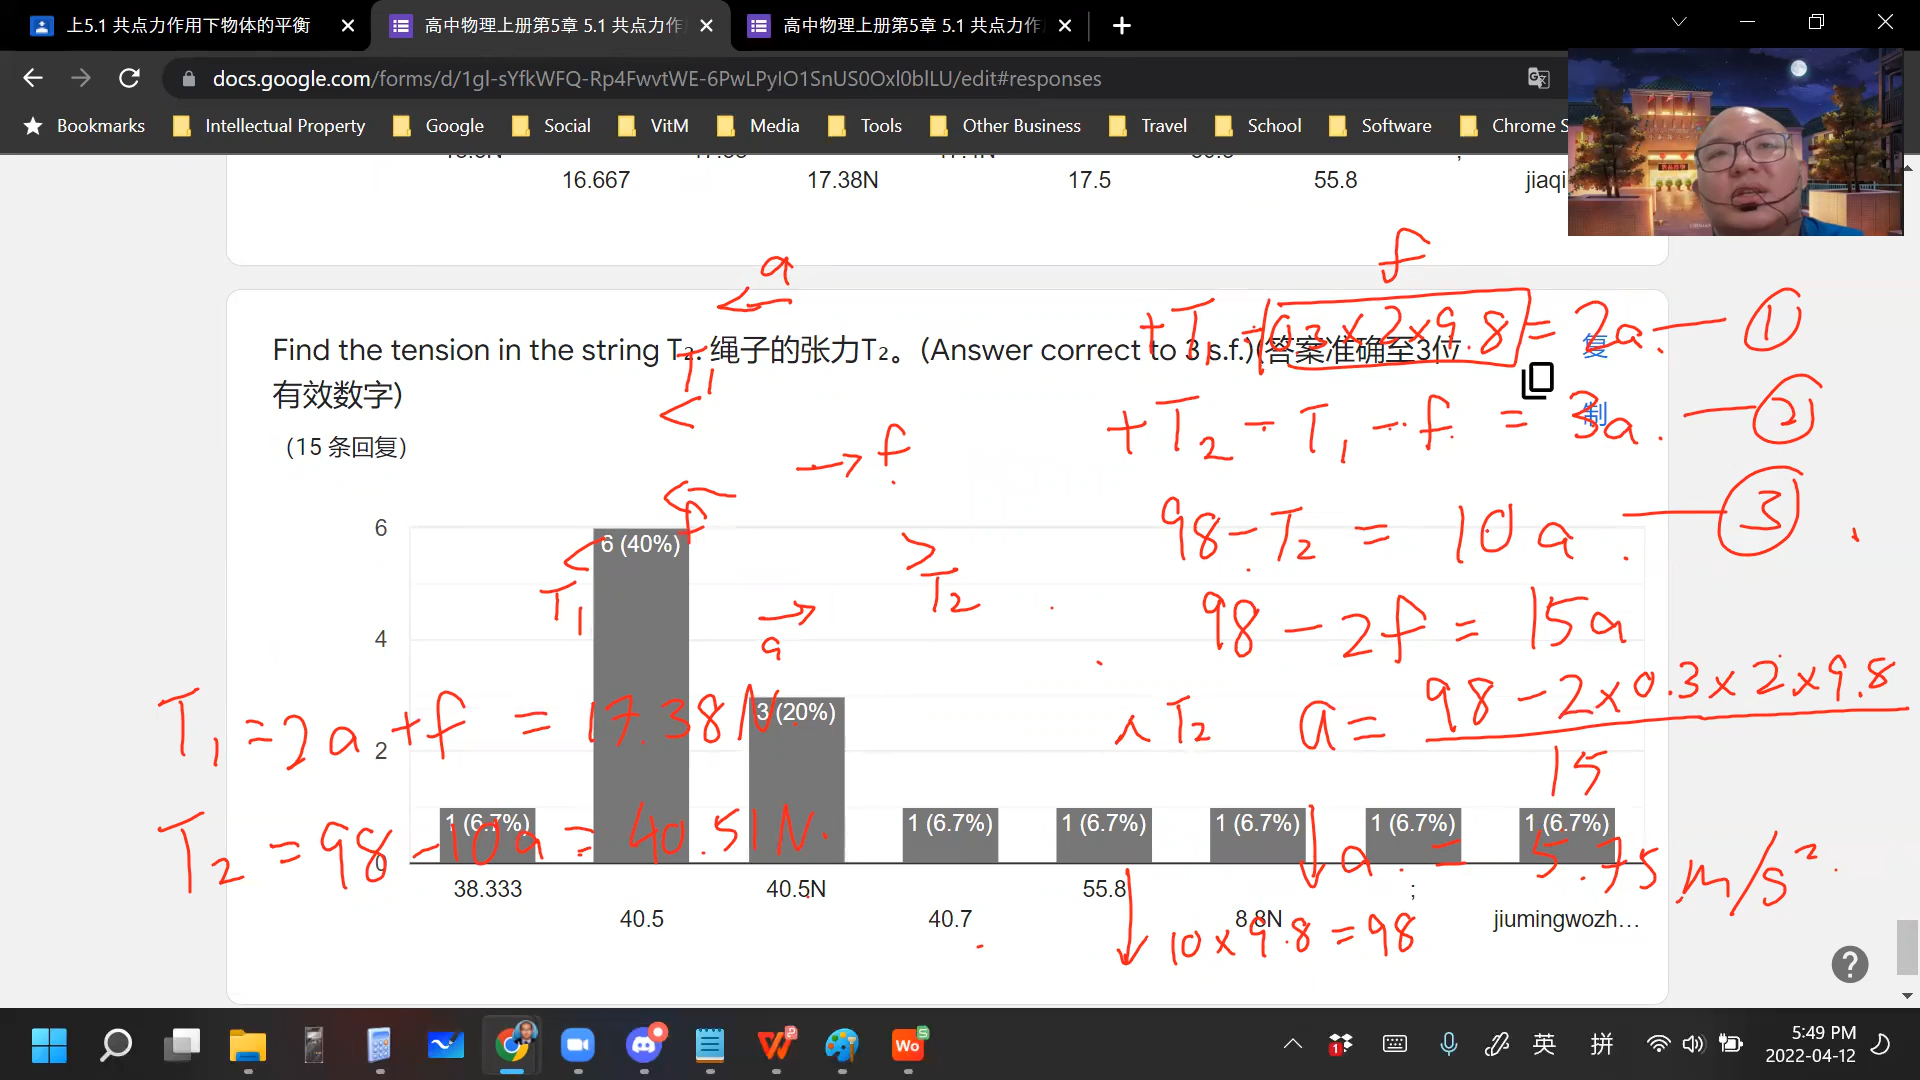 上5.1 共点力作用下物体的平衡
高中物理上册第5章 5.1 共点力作
高中物理上册第5章 5.1 共点力作用
docs.google.com/forms/d/1gl-sYfkWFQ-Rp4FwvtWE-6PwLPyIO1SnUS0Oxl0blLU/edit#responses
Bookmarks Intellectual Property Google Social VitM Media Tools Other Business Travel School Software Chrome S
16.667 17.38N 17.5 55.8 jiaqi
a
f
+T₁ - 0.3×2×9.8 = 2a. — ①
Find the tension in the string T₂. 绳子的张力T₂。(Answer correct to 3 s.f.)(答案准确至3位
有效数字)
复
制
T₁
+T₂ - T₁ - f = 3a. — ②
(15 条回复)
f
98 - T₂ = 10a. — ③
6
6 (40%)
f
T₁
T₂
98 - 2f = 15a
4
a
T₁ = 2a + f = 17.38N.
3 (20%)
T₂
a = 98 - 2×0.3×2×9.8
15
2
T₂ = 98 - 10a = 40.51N.
1 (6.7%) 1 (6.7%) 1 (6.7%) 1 (6.7%) 1 (6.7%) 1 (6.7%)
a = 5.75 m/s²
0
38.333 40.5N 55.8 ;
40.5 40.7 8.8N jiumingwozh…
10×9.8=98
?
Wo
1
英
拼
5:49 PM
2022-04-12